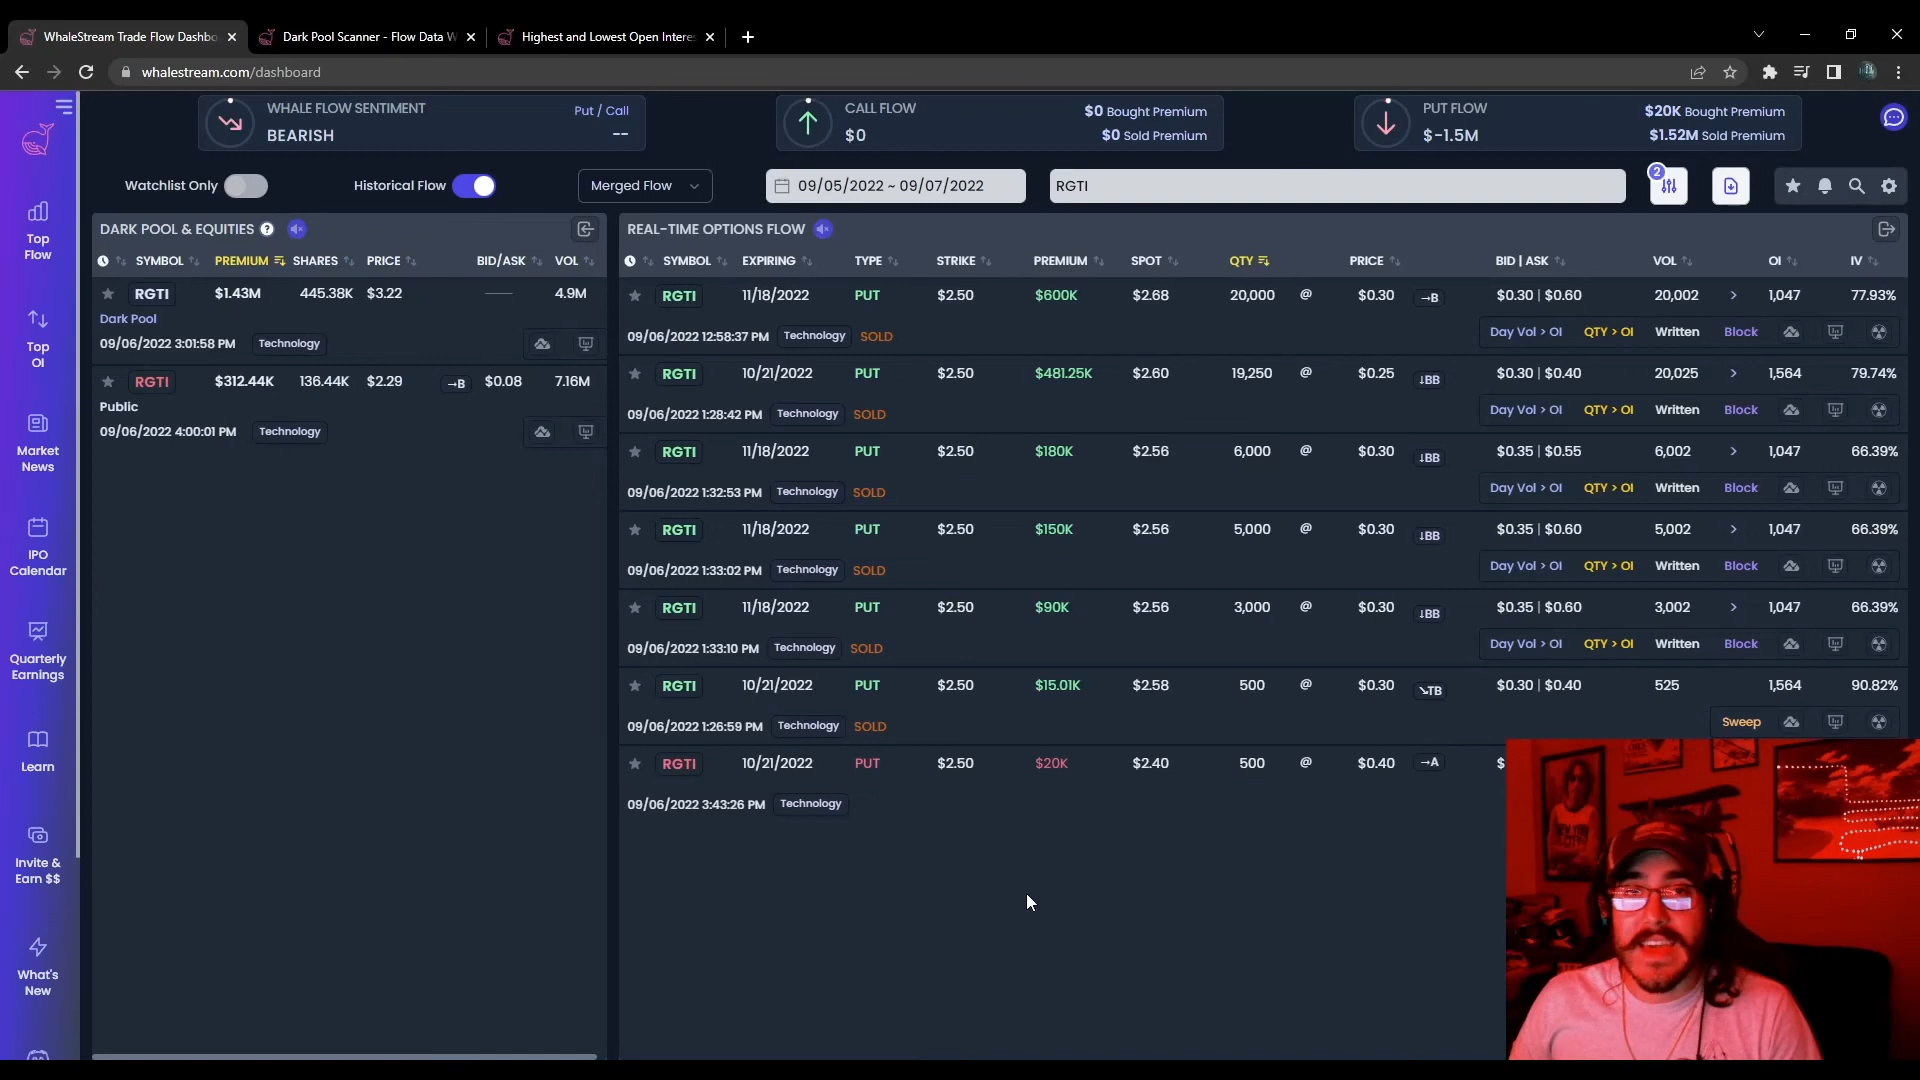 WhaleStream Trade Flow Dashbo
Dark Pool Scanner - Flow Data W
Highest and Lowest Open Intere
whalestream.com/dashboard
WHALE FLOW SENTIMENT Put / Call
BEARISH --
CALL FLOW $0 Bought Premium
$0 $0 Sold Premium
PUT FLOW $20K Bought Premium
$-1.5M $1.52M Sold Premium
Watchlist Only Historical Flow Merged Flow 09/05/2022 ~ 09/07/2022 RGTI 2
Top Flow
Top OI
Market News
IPO Calendar
Quarterly Earnings
Learn
Invite & Earn $$
What's New
DARK POOL & EQUITIES ?
SYMBOL PREMIUM SHARES PRICE BID/ASK VOL
RGTI $1.43M 445.38K $3.22 4.9M
Dark Pool
09/06/2022 3:01:58 PM Technology
RGTI $312.44K 136.44K $2.29 →B $0.08 7.16M
Public
09/06/2022 4:00:01 PM Technology
REAL-TIME OPTIONS FLOW
SYMBOL EXPIRING TYPE STRIKE PREMIUM SPOT QTY PRICE BID | ASK VOL OI IV
RGTI 11/18/2022 PUT $2.50 $600K $2.68 20,000 @ $0.30 →B $0.30 | $0.60 20,002 > 1,047 77.93%
09/06/2022 12:58:37 PM Technology SOLD Day Vol > OI QTY > OI Written Block
RGTI 10/21/2022 PUT $2.50 $481.25K $2.60 19,250 @ $0.25 ↓BB $0.30 | $0.40 20,025 > 1,564 79.74%
09/06/2022 1:28:42 PM Technology SOLD Day Vol > OI QTY > OI Written Block
RGTI 11/18/2022 PUT $2.50 $180K $2.56 6,000 @ $0.30 ↓BB $0.35 | $0.55 6,002 > 1,047 66.39%
09/06/2022 1:32:53 PM Technology SOLD Day Vol > OI QTY > OI Written Block
RGTI 11/18/2022 PUT $2.50 $150K $2.56 5,000 @ $0.30 ↓BB $0.35 | $0.60 5,002 > 1,047 66.39%
09/06/2022 1:33:02 PM Technology SOLD Day Vol > OI QTY > OI Written Block
RGTI 11/18/2022 PUT $2.50 $90K $2.56 3,000 @ $0.30 ↓BB $0.35 | $0.60 3,002 > 1,047 66.39%
09/06/2022 1:33:10 PM Technology SOLD Day Vol > OI QTY > OI Written Block
RGTI 10/21/2022 PUT $2.50 $15.01K $2.58 500 @ $0.30 ↘TB $0.30 | $0.40 525 1,564 90.82%
09/06/2022 1:26:59 PM Technology SOLD Sweep
RGTI 10/21/2022 PUT $2.50 $20K $2.40 500 @ $0.40 →A $
09/06/2022 3:43:26 PM Technology